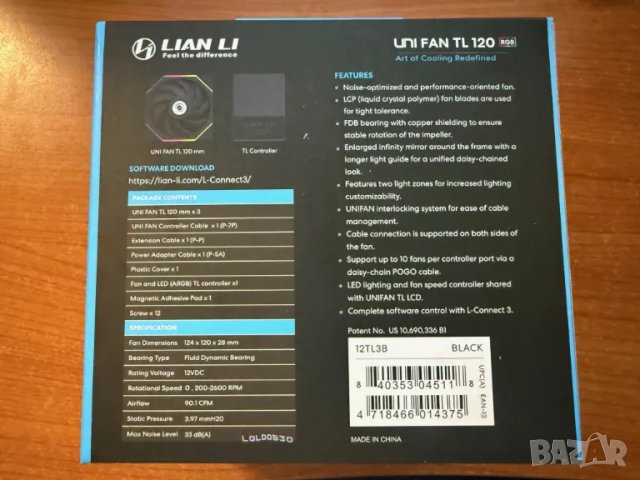 LIAN LI
Feel the difference
UNI FAN TL 120 RGB
Art of Cooling Redefined
UNI FAN TL 120 mm
LIAN LI
TL Controller
SOFTWARE DOWNLOAD
https://lian-li.com/L-Connect3/
PACKAGE CONTENTS
UNI FAN TL 120 mm x 3
UNI FAN Controller Cable x 1 (P-7P)
Extension Cable x 1 (P-P)
Power Adapter Cable x 1 (P-SA)
Plastic Cover x 1
Fan and LED (ARGB) TL controller x1
Magnetic Adhesive Pad x 1
Screw x 12
SPECIFICATION
Fan Dimensions 124 x 120 x 28 mm
Bearing Type Fluid Dynamic Bearing
Rating Voltage 12VDC
Rotational Speed 0 , 200-2600 RPM
Airflow 90.1 CFM
Static Pressure 3.97 mmH2O
Max Noise Level 33 dB(A)
LQLD0530
FEATURES
• Noise-optimized and performance-oriented fan.
• LCP (liquid crystal polymer) fan blades are used
for tight tolerance.
• FDB bearing with copper shielding to ensure
stable rotation of the impeller.
• Enlarged infinity mirror around the frame with a
longer light guide for a unified daisy-chained
look.
• Features two light zones for increased lighting
customizability.
• UNIFAN interlocking system for ease of cable
management.
• Cable connection is supported on both sides of
the fan.
• Support up to 10 fans per controller port via a
daisy-chain POGO cable.
• LED lighting and fan speed controller shared
with UNIFAN TL LCD.
• Complete software control with L-Connect 3.
Patent No. US 10,690,336 B1
12TL3B BLACK
8 40353 04511 8
UPC(A)
4 718466 014375
EAN-13
MADE IN CHINA
BAZAR